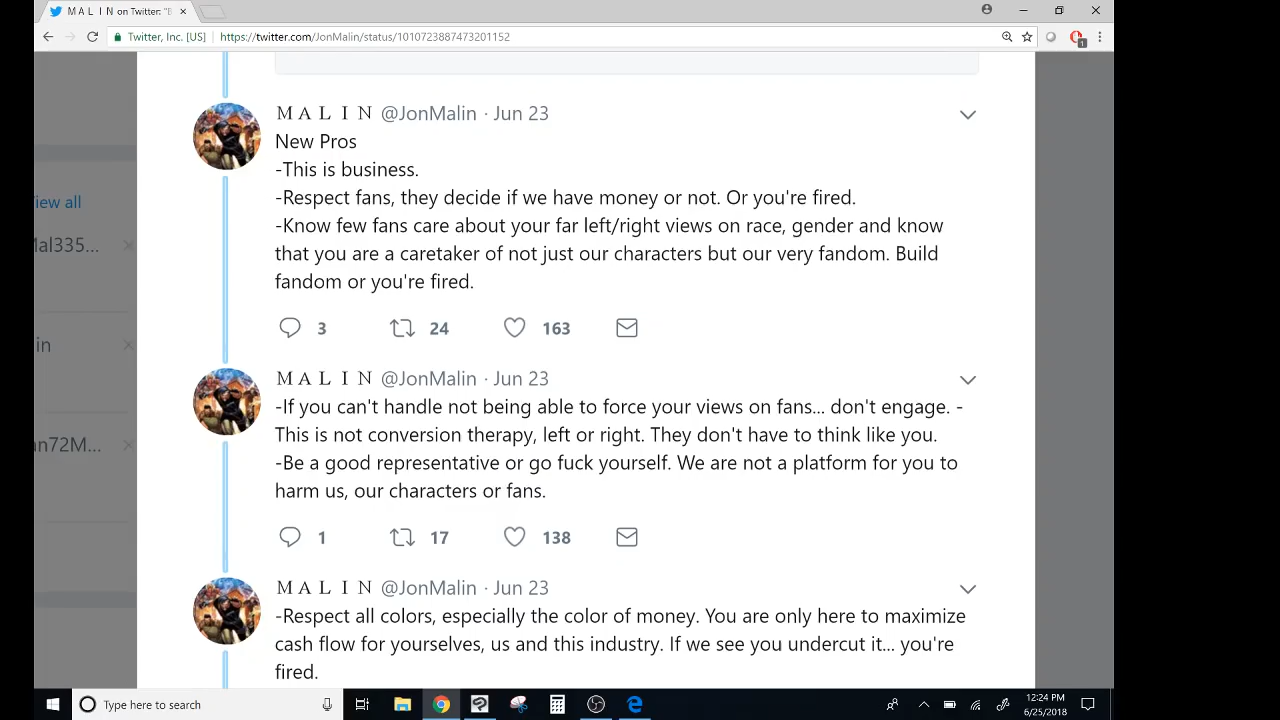 M A L I N on Twitter: "B
Twitter, Inc. [US] | https://twitter.com/JonMalin/status/1010723887473201152
1
iew all
Mal335...
in
an72M...
M A L I N @JonMalin · Jun 23
New Pros
-This is business.
-Respect fans, they decide if we have money or not. Or you're fired.
-Know few fans care about your far left/right views on race, gender and know
that you are a caretaker of not just our characters but our very fandom. Build
fandom or you're fired.
3 24 163
M A L I N @JonMalin · Jun 23
-If you can't handle not being able to force your views on fans... don't engage. -
This is not conversion therapy, left or right. They don't have to think like you.
-Be a good representative or go fuck yourself. We are not a platform for you to
harm us, our characters or fans.
1 17 138
M A L I N @JonMalin · Jun 23
-Respect all colors, especially the color of money. You are only here to maximize
cash flow for yourselves, us and this industry. If we see you undercut it... you're
fired.
Type here to search
12:24 PM
6/25/2018